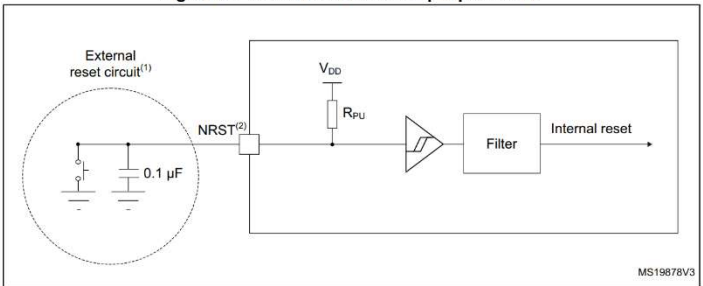 External
reset circuit(1)
VDD
RPU
NRST(2)
Internal reset
Filter
0.1 µF
MS19878V3